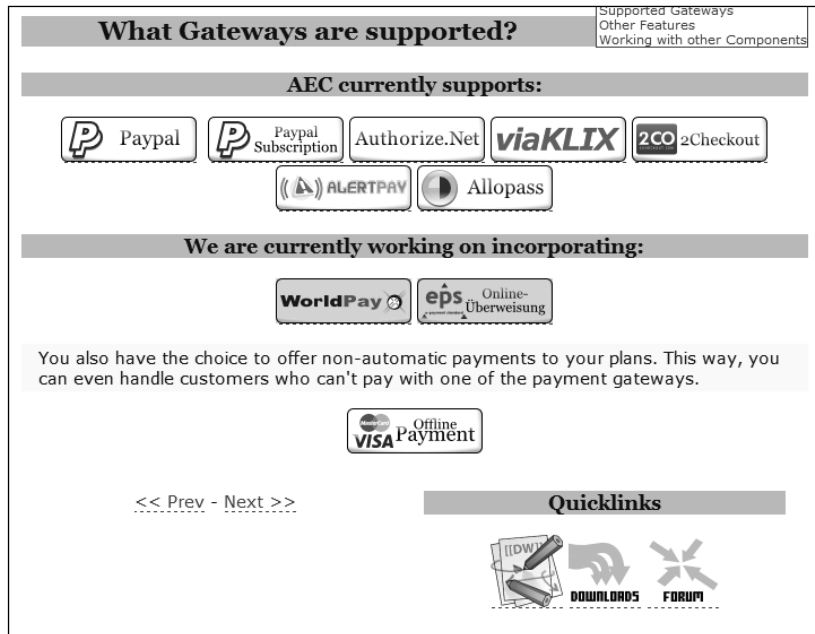 What Gateways are supported?
Supported Gateways
Other Features
Working with other Components
AEC currently supports:
Paypal
Paypal
Subscription
Authorize.Net
viaKLIX
2CO 2Checkout
ALERTPAY
Allopass
We are currently working on incorporating:
WorldPay
eps Online-
Überweisung
You also have the choice to offer non-automatic payments to your plans. This way, you
can even handle customers who can't pay with one of the payment gateways.
MasterCard
VISA
Offline
Payment
<< Prev - Next >>
Quicklinks
[[DW]]
DOWNLOADS
FORUM